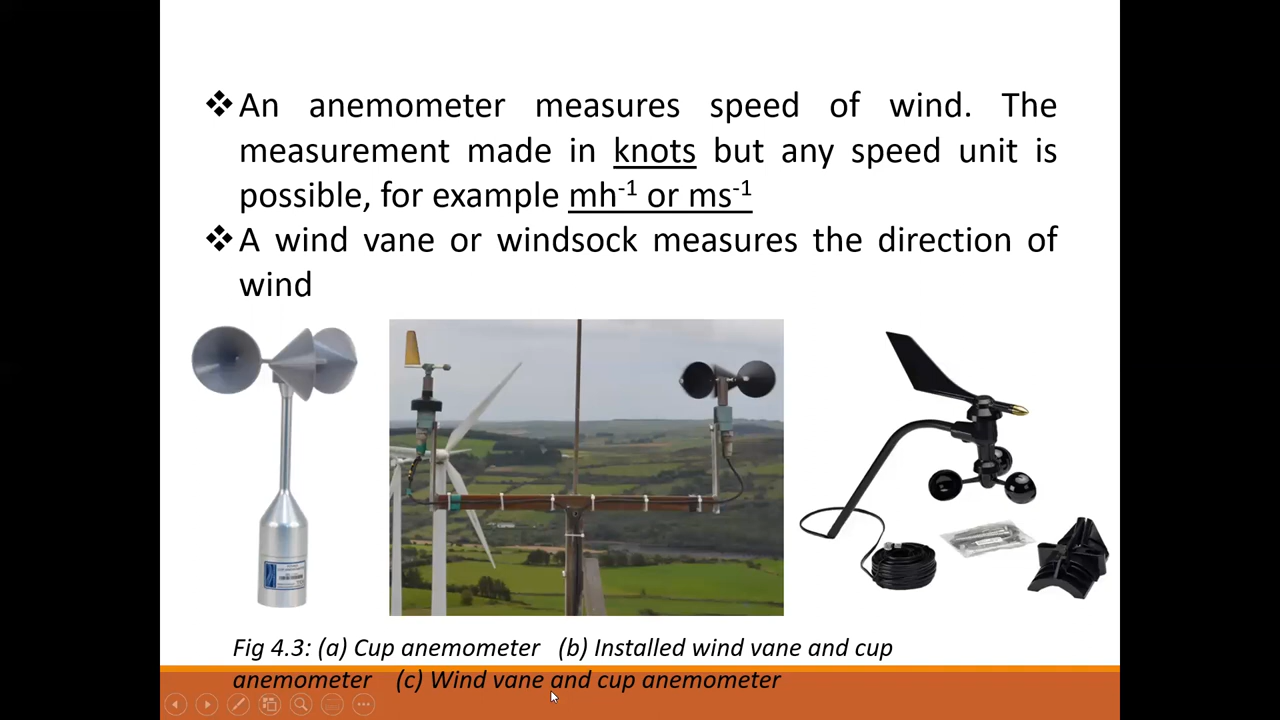 ❖An anemometer measures speed of wind. The
measurement made in knots but any speed unit is
possible, for example mh⁻¹ or ms⁻¹
❖A wind vane or windsock measures the direction of
wind
Fig 4.3: (a) Cup anemometer (b) Installed wind vane and cup
anemometer (c) Wind vane and cup anemometer